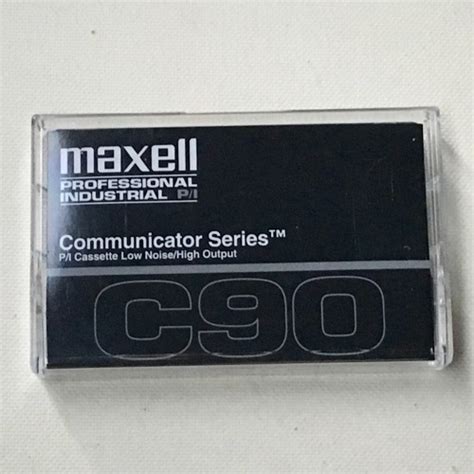 maxell
PROFESSIONAL
INDUSTRIAL P/I
Communicator Series™
P/I Cassette Low Noise/High Output
C90